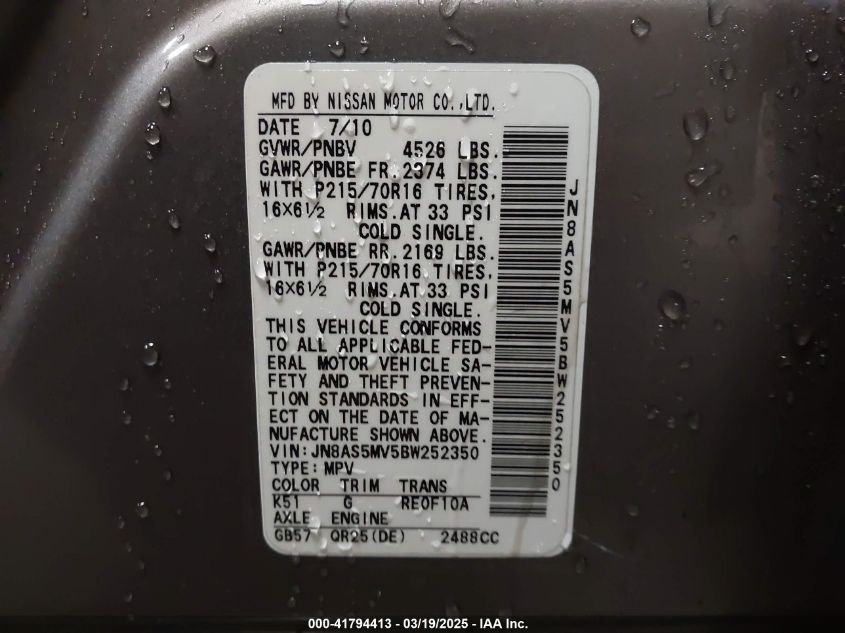 MFD BY NISSAN MOTOR CO.,LTD.
DATE 7/10
GVWR/PNBV 4526 LBS.
GAWR/PNBE FR.2374 LBS.
WITH P215/70R16 TIRES,
16X6½ RIMS.AT 33 PSI
COLD SINGLE.
GAWR/PNBE RR.2169 LBS.
WITH P215/70R16 TIRES,
16X6½ RIMS.AT 33 PSI
COLD SINGLE.
THIS VEHICLE CONFORMS
TO ALL APPLICABLE FED-
ERAL MOTOR VEHICLE SA-
FETY AND THEFT PREVEN-
TION STANDARDS IN EFF-
ECT ON THE DATE OF MA-
NUFACTURE SHOWN ABOVE.
VIN:JN8AS5MV5BW252350
TYPE:MPV
COLOR TRIM TRANS
K51 G RE0F10A
AXLE ENGINE
GB57 QR25(DE) 2488CC
JN8AS5MV5BW252350
000-41794413 - 03/19/2025 - IAA Inc.